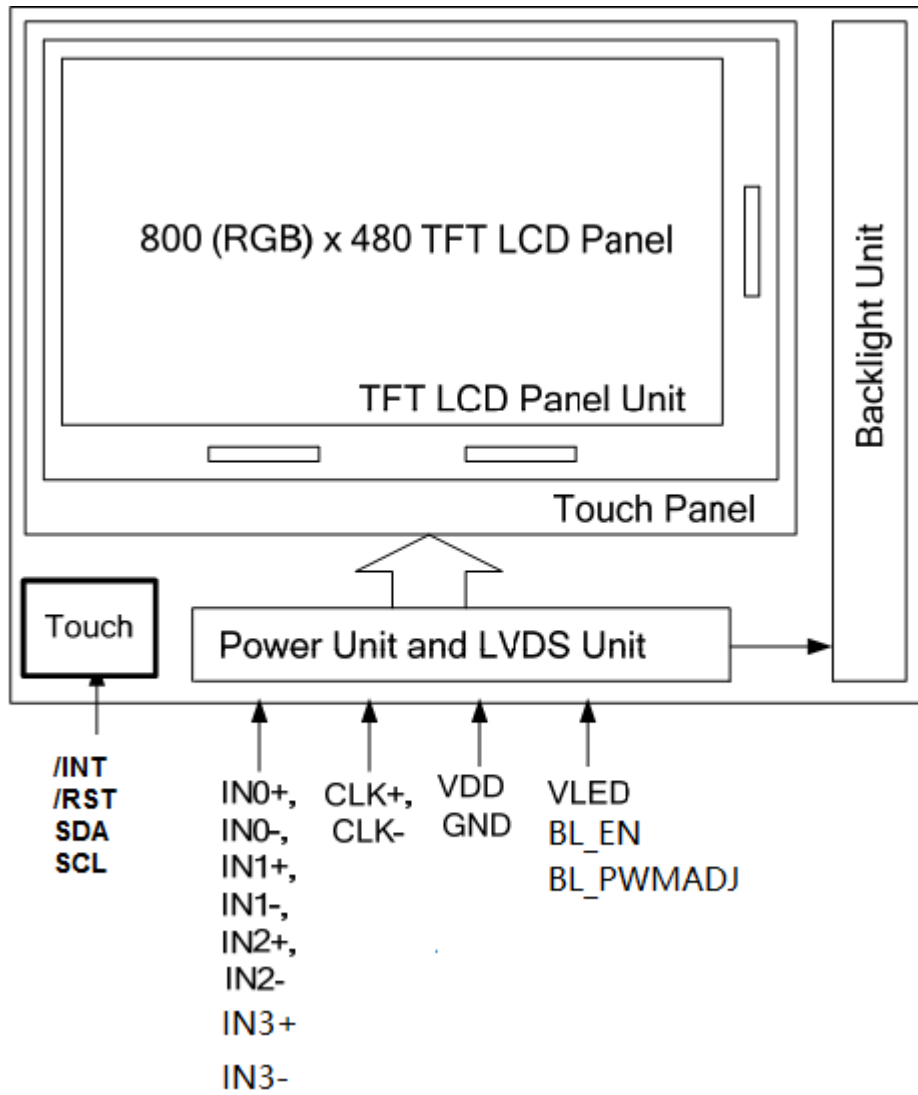 800 (RGB) x 480 TFT LCD Panel
TFT LCD Panel Unit
Touch Panel
Backlight Unit
Touch
Power Unit and LVDS Unit
/INT
/RST
SDA
SCL
IN0+,
IN0-,
IN1+,
IN1-,
IN2+,
IN2-
IN3+
IN3-
CLK+,
CLK-
VDD
GND
VLED
BL_EN
BL_PWMADJ